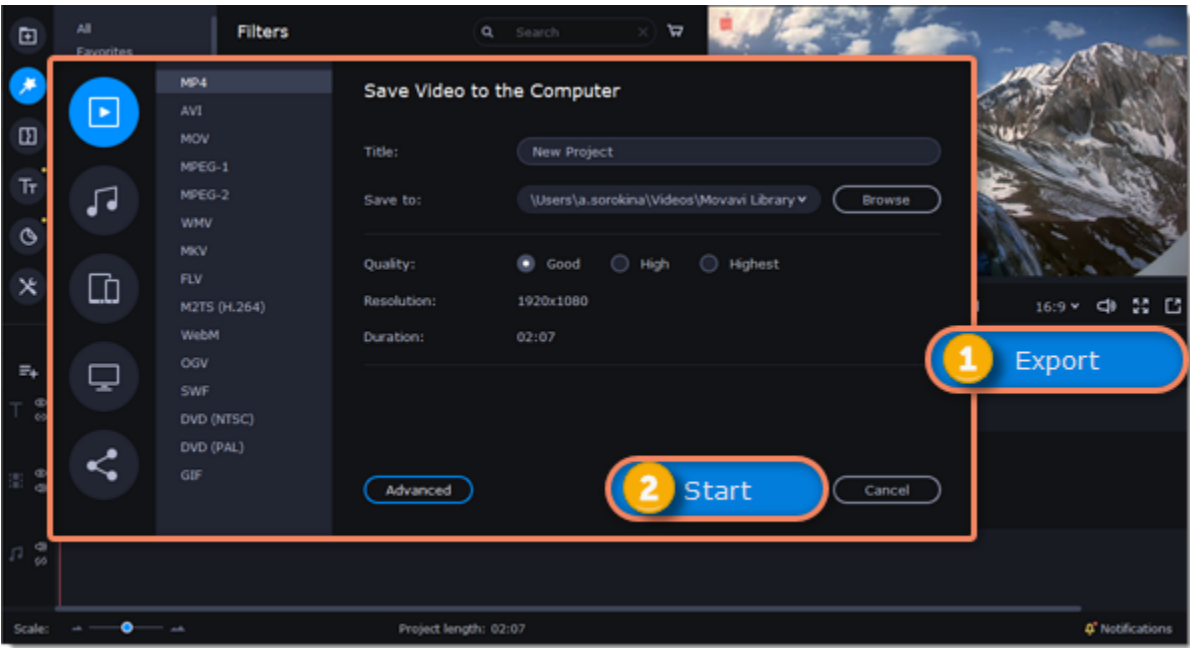 All
Favorites
Filters
Search
MP4
AVI
MOV
MPEG-1
MPEG-2
WMV
MKV
FLV
M2TS (H.264)
WebM
OGV
SWF
DVD (NTSC)
DVD (PAL)
GIF
Save Video to the Computer
Title: New Project
Save to: \Users\a.sorokina\Videos\Movavi Library Browse
Quality: Good High Highest
Resolution: 1920x1080
Duration: 02:07
Advanced 2 Start Cancel
16:9
1 Export
Scale: Project length: 02:07 Notifications